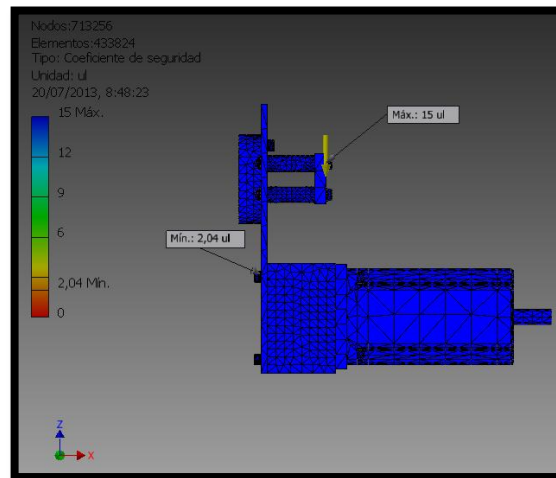 Nodos:713256
Elementos:433824
Tipo: Coeficiente de seguridad
Unidad: ul
20/07/2013, 8:48:23
15 Máx.
12
9
6
2,04 Mín.
0
Máx.: 15 ul
Mín.: 2,04 ul
Z
X